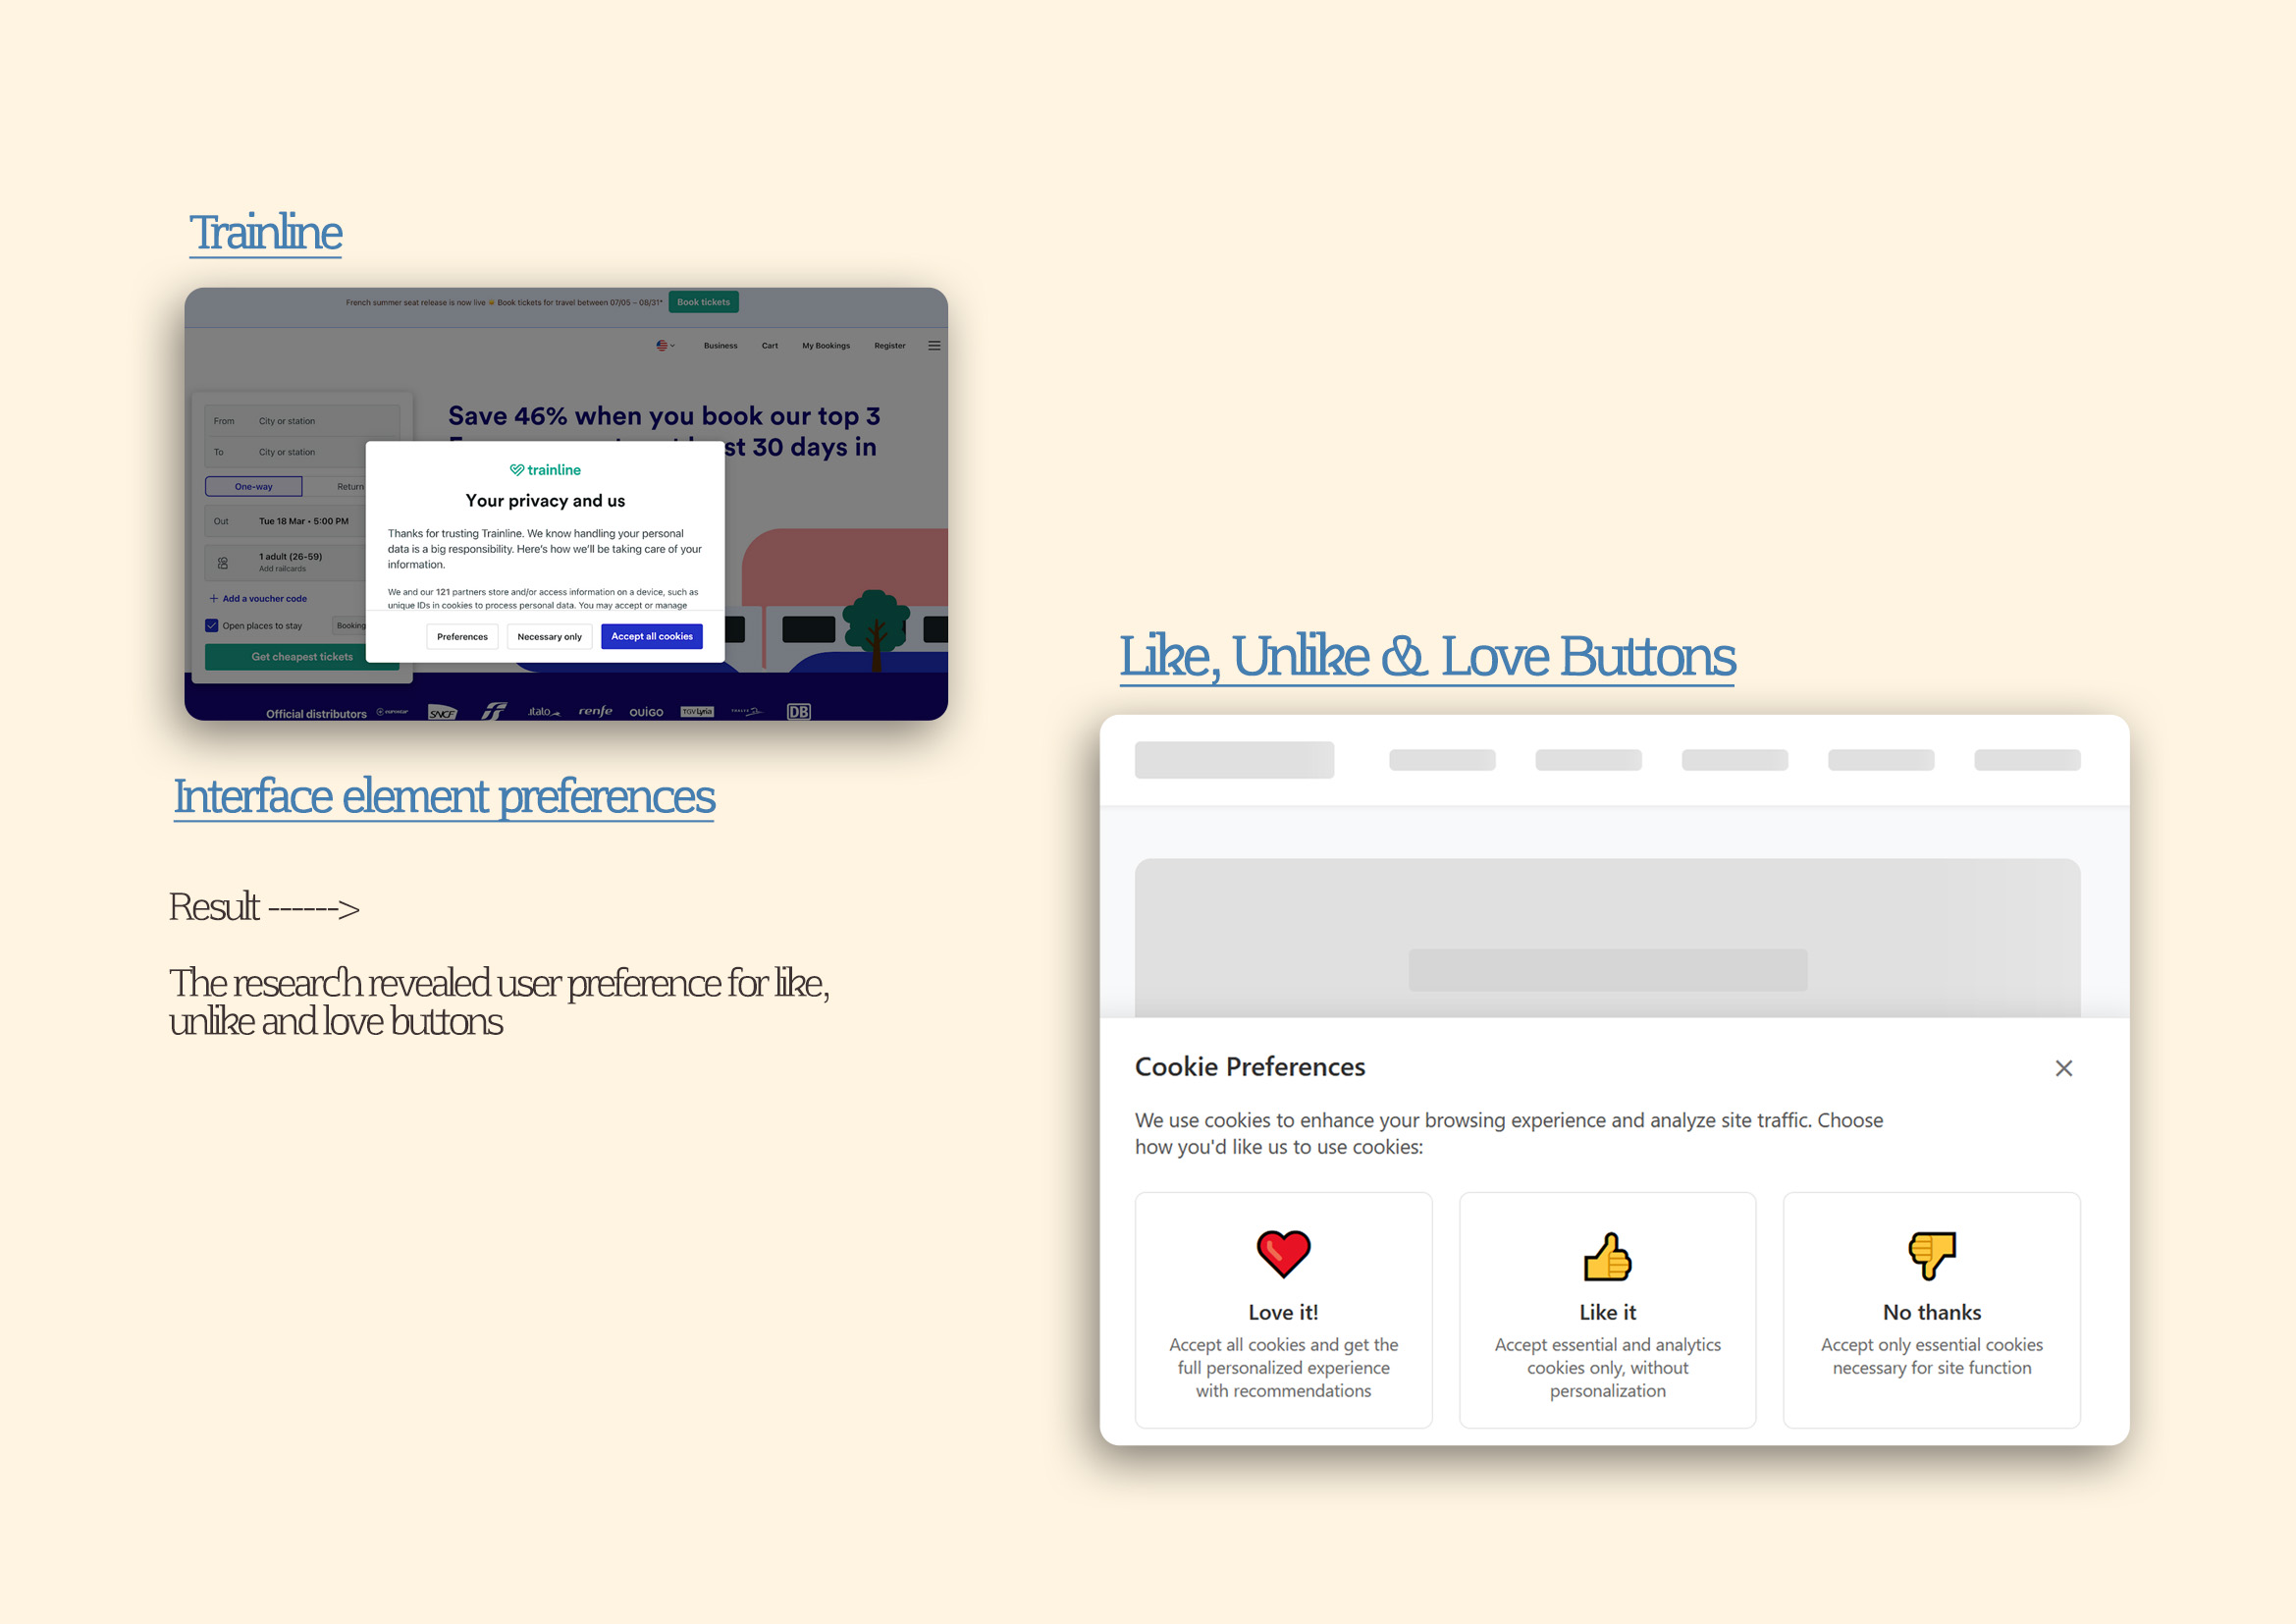 Trainline
French summer seat release is now live Book tickets for travel between 07/05 – 08/31*
Book tickets
Business
Cart
My Bookings
Register
From City or station
To City or station
One-way
Return
Out Tue 18 Mar • 5:00 PM
1 adult (26-59)
Add railcards
+ Add a voucher code
Open places to stay
Booking
Get cheapest tickets
Save 46% when you book our top 3
st 30 days in
trainline
Your privacy and us
Thanks for trusting Trainline. We know handling your personal
data is a big responsibility. Here's how we'll be taking care of your
information.
We and our 121 partners store and/or access information on a device, such as
unique IDs in cookies to process personal data. You may accept or manage
Preferences
Necessary only
Accept all cookies
Official distributors
eurostar
SNCF
.italo
renfe
OUIGO
TGV Lyria
DB
Interface element preferences
Result ------>
The research revealed user preference for like,
unlike and love buttons
Like, Unlike & Love Buttons
Cookie Preferences
We use cookies to enhance your browsing experience and analyze site traffic. Choose
how you'd like us to use cookies:
Love it!
Accept all cookies and get the
full personalized experience
with recommendations
Like it
Accept essential and analytics
cookies only, without
personalization
No thanks
Accept only essential cookies
necessary for site function